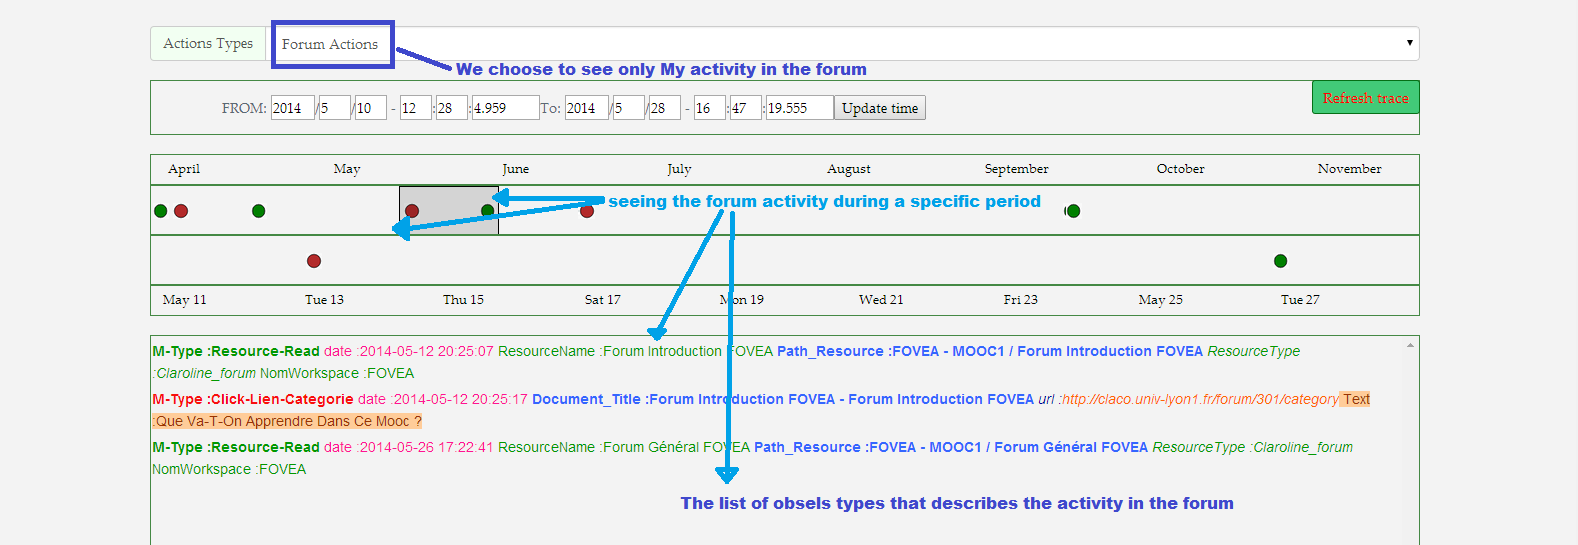 Actions Types Forum Actions
We choose to see only My activity in the forum
FROM: 2014 /5 /10 - 12 :28 :4.959 To: 2014 /5 /28 - 16 :47 :19.555 Update time Refresh trace
April May June July August September October November
seeing the forum activity during a specific period
May 11 Tue 13 Thu 15 Sat 17 Mon 19 Wed 21 Fri 23 May 25 Tue 27
M-Type :Resource-Read date :2014-05-12 20:25:07 ResourceName :Forum Introduction FOVEA Path_Resource :FOVEA - MOOC1 / Forum Introduction FOVEA ResourceType
:Claroline_forum NomWorkspace :FOVEA
M-Type :Click-Lien-Categorie date :2014-05-12 20:25:17 Document_Title :Forum Introduction FOVEA - Forum Introduction FOVEA url :http://claco.univ-lyon1.fr/forum/301/category Text
:Que Va-T-On Apprendre Dans Ce Mooc ?
M-Type :Resource-Read date :2014-05-26 17:22:41 ResourceName :Forum Général FOVEA Path_Resource :FOVEA - MOOC1 / Forum Général FOVEA ResourceType :Claroline_forum
NomWorkspace :FOVEA
The list of obsels types that describes the activity in the forum